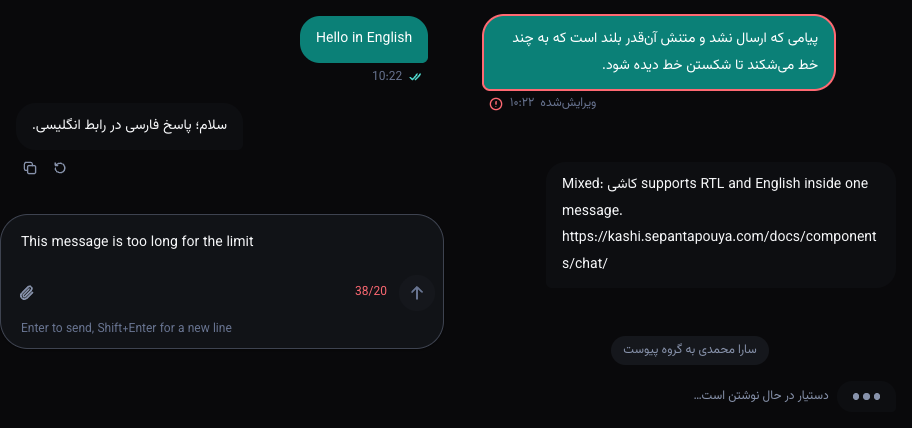 Hello in English
10:22
سلام؛ پاسخ فارسی در رابط انگلیسی.
This message is too long for the limit
38/20
Enter to send, Shift+Enter for a new line
پیامی که ارسال نشد و متنش آن‌قدر بلند است که به چند
خط می‌شکند تا شکستن خط دیده شود.
ویرایش‌شده ۱۰:۲۲
Mixed: کاشی supports RTL and English inside one
message.
https://kashi.sepantapouya.com/docs/component
s/chat/
سارا محمدی به گروه پیوست
دستیار در حال نوشتن است…